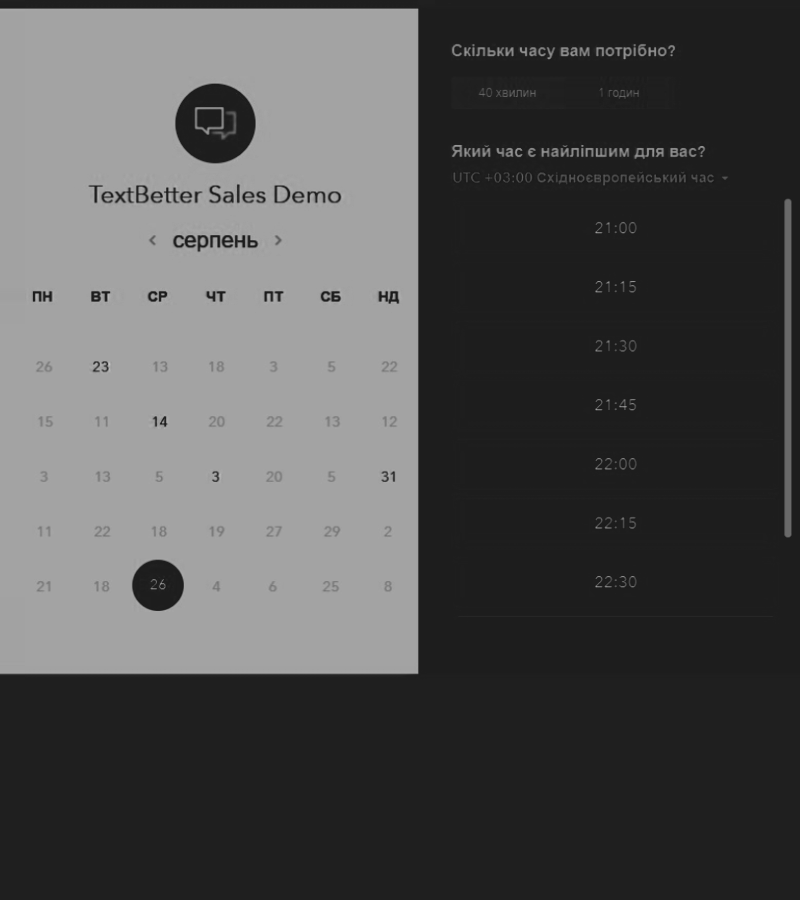 TextBetter Sales Demo
серпень
ПН ВТ СР ЧТ ПТ СБ НД
26 23 13 18 3 5 22
15 11 14 20 22 13 12
3 13 5 3 20 5 31
11 22 18 19 27 29 2
21 18 26 4 6 25 8
Скільки часу вам потрібно?
40 хвилин 1 годин
Який час є найліпшим для вас?
UTC +03:00 Східноєвропейський час
21:00
21:15
21:30
21:45
22:00
22:15
22:30